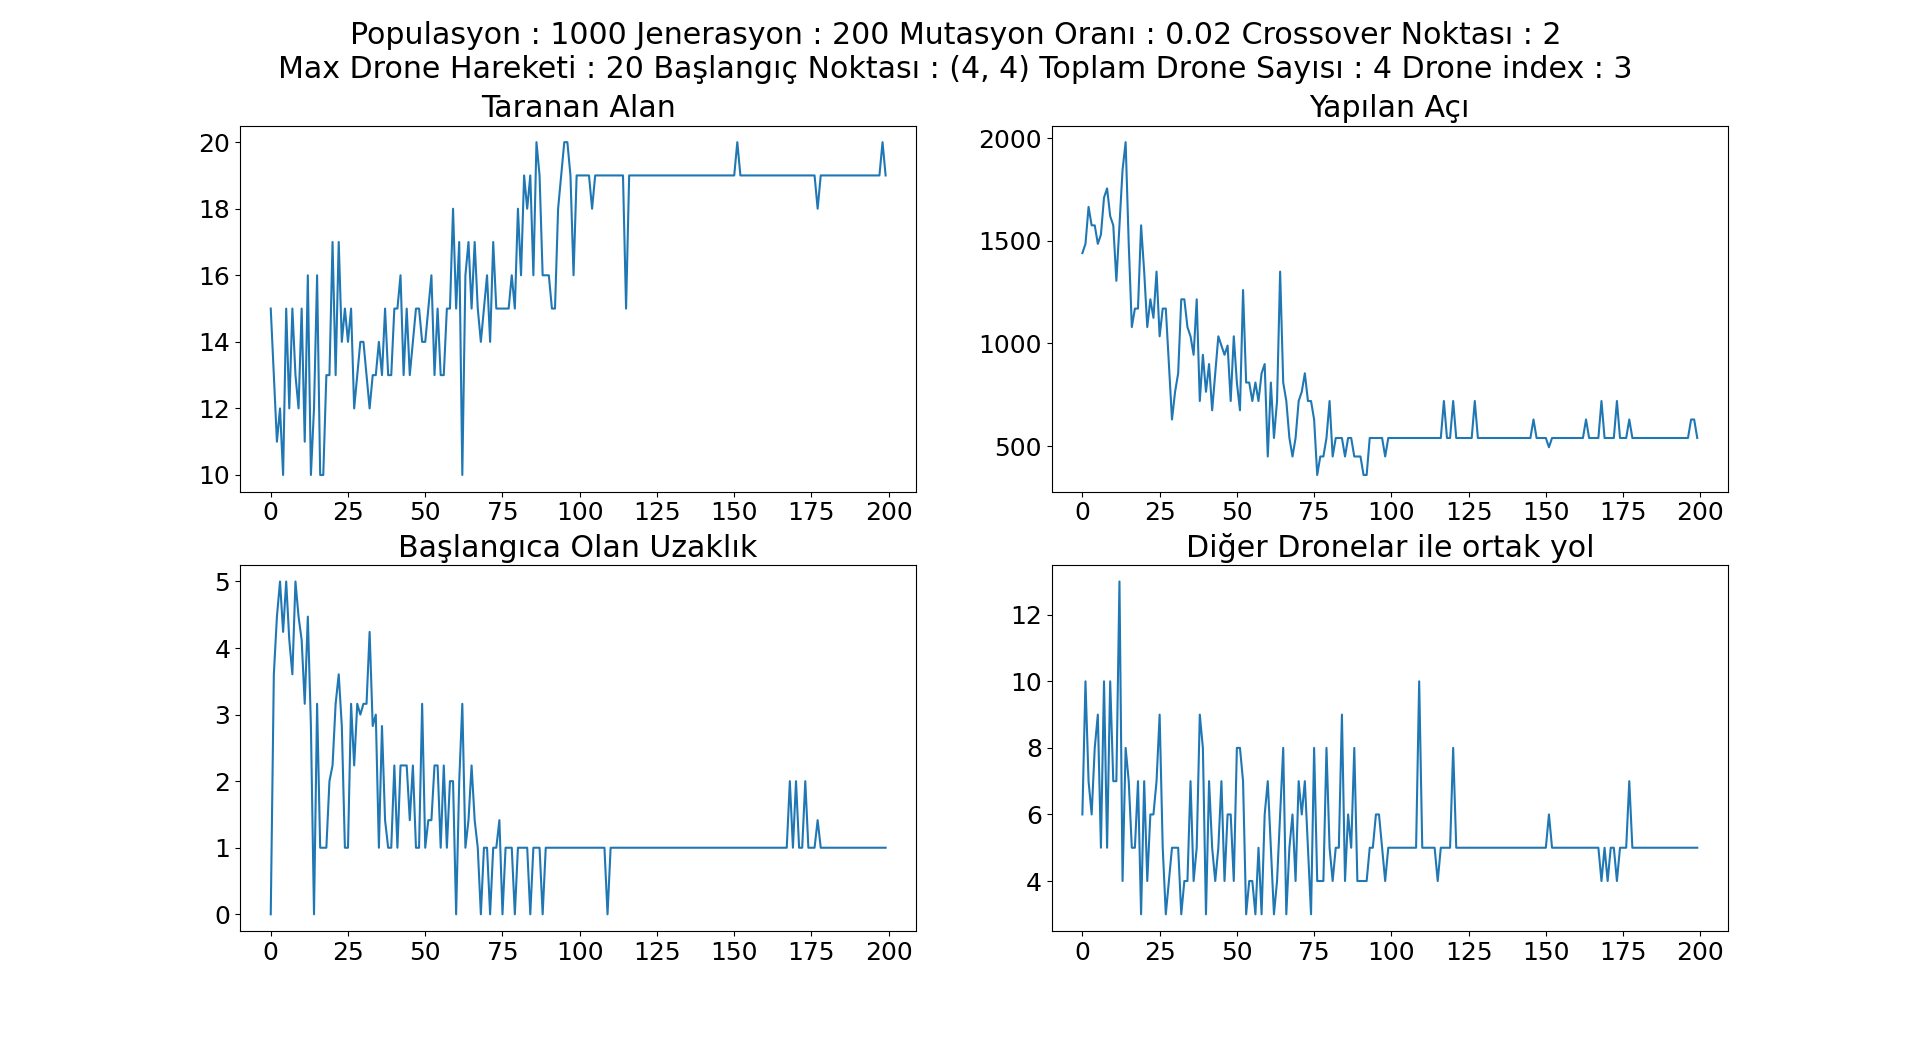 Populasyon : 1000 Jenerasyon : 200 Mutasyon Oranı : 0.02 Crossover Noktası : 2
Max Drone Hareketi : 20 Başlangıç Noktası : (4, 4) Toplam Drone Sayısı : 4 Drone index : 3
Taranan Alan
20
18
16
14
12
10
0 25 50 75 100 125 150 175 200
Yapılan Açı
2000
1500
1000
500
0 25 50 75 100 125 150 175 200
Başlangıca Olan Uzaklık
5
4
3
2
1
0
0 25 50 75 100 125 150 175 200
Diğer Dronelar ile ortak yol
12
10
8
6
4
0 25 50 75 100 125 150 175 200